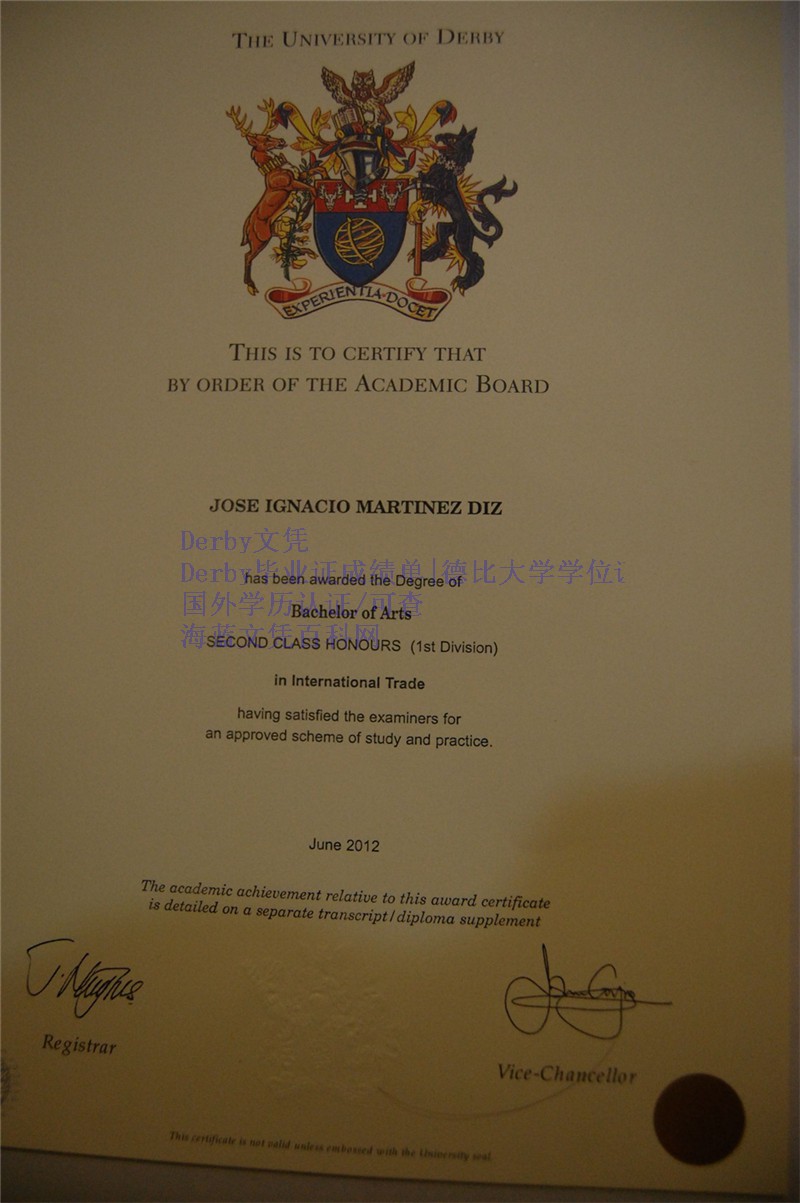 THE UNIVERSITY OF DERBY
EXPERIENTIA DOCET
THIS IS TO CERTIFY THAT
BY ORDER OF THE ACADEMIC BOARD
JOSE IGNACIO MARTINEZ DIZ
Derby文凭
Derby毕业证成绩单|德比大学学位
has been awarded the Degree of
国外学历认证/可查
Bachelor of Arts
海蓝文凭百科网
SECOND CLASS HONOURS (1st Division)
in International Trade
having satisfied the examiners for
an approved scheme of study and practice.
June 2012
The academic achievement relative to this award certificate
is detailed on a separate transcript/diploma supplement
Registrar
Vice-Chancellor
This certificate is not valid unless embossed with the University seal